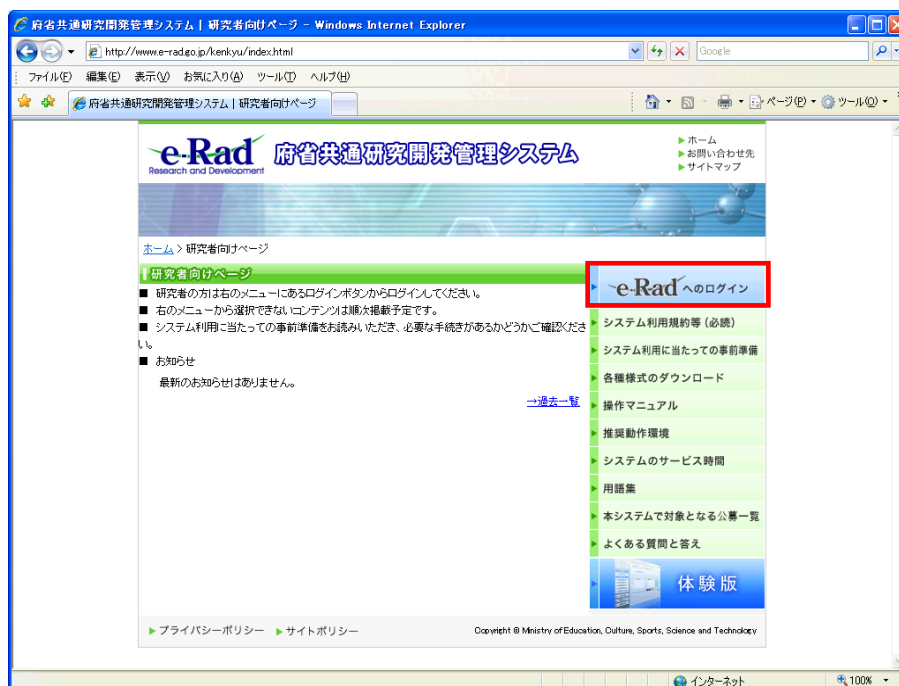 府省共通研究開発管理システム | 研究者向けページ - Windows Internet Explorer
http://www.e-rad.go.jp/kenkyu/index.html
Google
ファイル(F) 編集(E) 表示(V) お気に入り(A) ツール(T) ヘルプ(H)
府省共通研究開発管理システム | 研究者向けページ
ページ(P) ツール(O)
e-Rad
Research and Development
府省共通研究開発管理システム
ホーム
お問い合わせ先
サイトマップ
ホーム > 研究者向けページ
研究者向けページ
■ 研究者の方は右のメニューにあるログインボタンからログインしてください。
■ 右のメニューから選択できないコンテンツは順次掲載予定です。
■ システム利用に当たっての事前準備をお読みいただき、必要な手続きがあるかどうかご確認くださ
い。
■ お知らせ
最新のお知らせはありません。
→過去一覧
e-Rad へのログイン
システム利用規約等（必読）
システム利用に当たっての事前準備
各種様式のダウンロード
操作マニュアル
推奨動作環境
システムのサービス時間
用語集
本システムで対象となる公募一覧
よくある質問と答え
体験版
プライバシーポリシー サイトポリシー
Copyright © Ministry of Education, Culture, Sports, Science and Technology
インターネット
100%